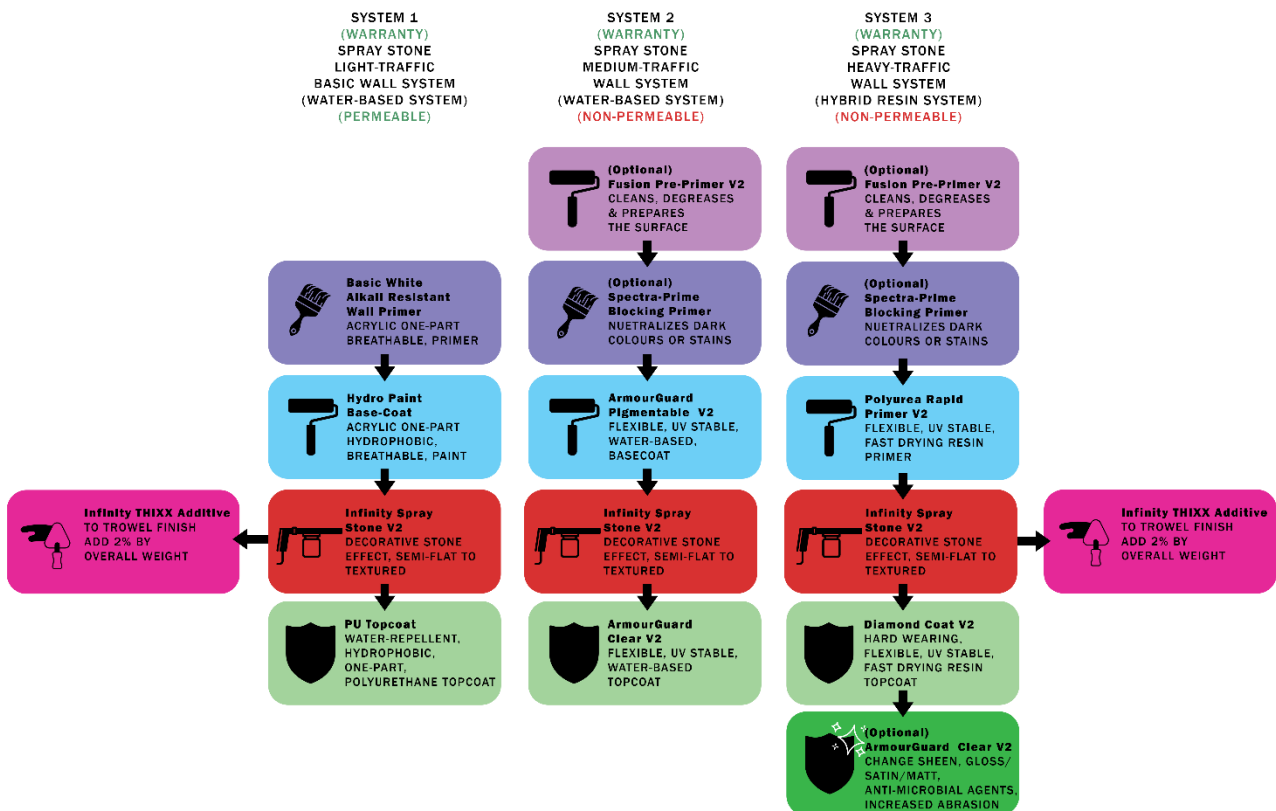 SYSTEM 1
(WARRANTY)
SPRAY STONE
LIGHT-TRAFFIC
BASIC WALL SYSTEM
(WATER-BASED SYSTEM)
(PERMEABLE)
SYSTEM 2
(WARRANTY)
SPRAY STONE
MEDIUM-TRAFFIC
WALL SYSTEM
(WATER-BASED SYSTEM)
(NON-PERMEABLE)
SYSTEM 3
(WARRANTY)
SPRAY STONE
HEAVY-TRAFFIC
WALL SYSTEM
(HYBRID RESIN SYSTEM)
(NON-PERMEABLE)
(Optional)
Fusion Pre-Primer V2
CLEANS, DEGREASES
& PREPARES
THE SURFACE
(Optional)
Fusion Pre-Primer V2
CLEANS, DEGREASES
& PREPARES
THE SURFACE
Basic White
Alkali Resistant
Wall Primer
ACRYLIC ONE-PART
BREATHABLE, PRIMER
(Optional)
Spectra-Prime
Blocking Primer
NUETRALIZES DARK
COLOURS OR STAINS
(Optional)
Spectra-Prime
Blocking Primer
NUETRALIZES DARK
COLOURS OR STAINS
Hydro Paint
Base-Coat
ACRYLIC ONE-PART
HYDROPHOBIC,
BREATHABLE, PAINT
ArmourGuard
Pigmentable V2
FLEXIBLE, UV STABLE,
WATER-BASED,
BASECOAT
Polyurea Rapid
Primer V2
FLEXIBLE, UV STABLE,
FAST DRYING RESIN
PRIMER
Infinity THIXX Additive
TO TROWEL FINISH
ADD 2% BY
OVERALL WEIGHT
Infinity Spray
Stone V2
DECORATIVE STONE
EFFECT, SEMI-FLAT TO
TEXTURED
Infinity Spray
Stone V2
DECORATIVE STONE
EFFECT, SEMI-FLAT TO
TEXTURED
Infinity Spray
Stone V2
DECORATIVE STONE
EFFECT, SEMI-FLAT TO
TEXTURED
Infinity THIXX Additive
TO TROWEL FINISH
ADD 2% BY
OVERALL WEIGHT
PU Topcoat
WATER-REPELLENT,
HYDROPHOBIC,
ONE-PART,
POLYURETHANE TOPCOAT
ArmourGuard
Clear V2
FLEXIBLE, UV STABLE,
WATER-BASED
TOPCOAT
Diamond Coat V2
HARD WEARING,
FLEXIBLE, UV STABLE,
FAST DRYING RESIN
TOPCOAT
(Optional)
ArmourGuard Clear V2
CHANGE SHEEN, GLOSS/
SATIN/MATT,
ANTI-MICROBIAL AGENTS,
INCREASED ABRASION